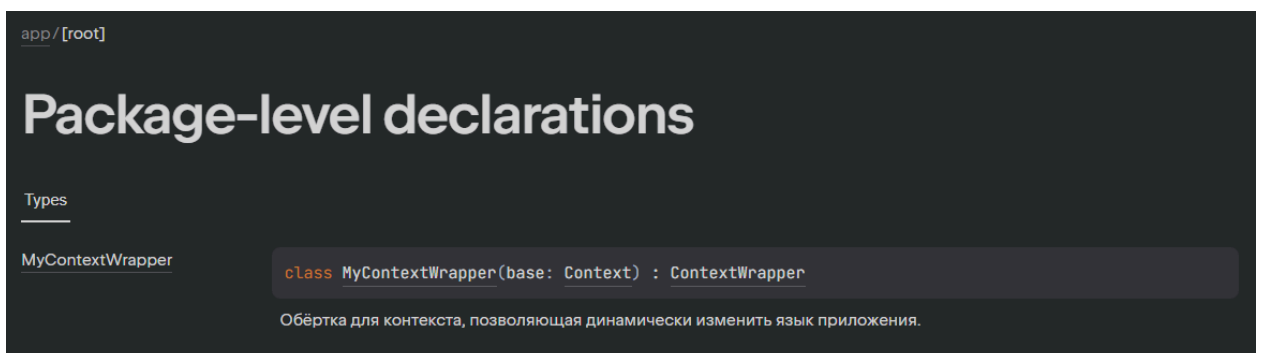 app/[root]
Package-level declarations
Types
MyContextWrapper
class MyContextWrapper(base: Context) : ContextWrapper
Обёртка для контекста, позволяющая динамически изменить язык приложения.